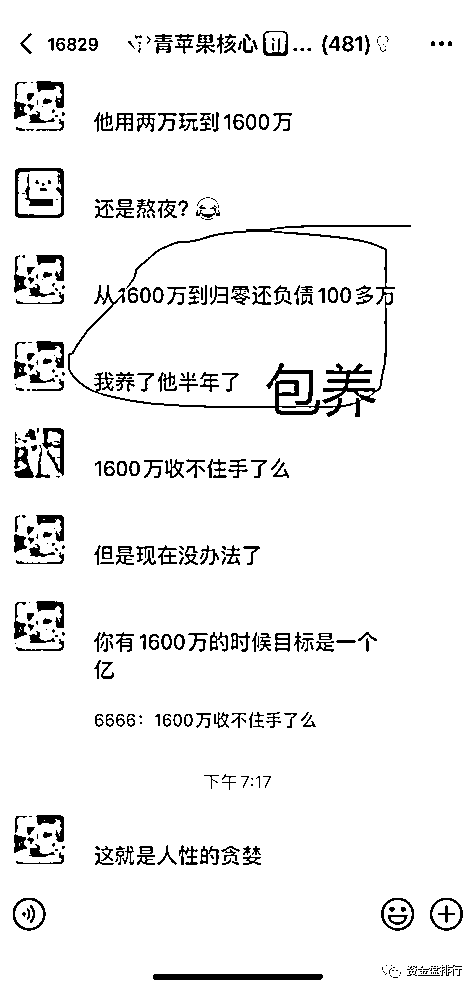 16829
青苹果核心 ... (481)
他用两万玩到1600万
还是熬夜?😂
从1600万到归零还负债100多万
我养了他半年了
包养
1600万收不住手了么
但是现在没办法了
你有1600万的时候目标是一个
亿
6666：1600万收不住手了么
下午7:17
这就是人性的贪婪
资金盘排行